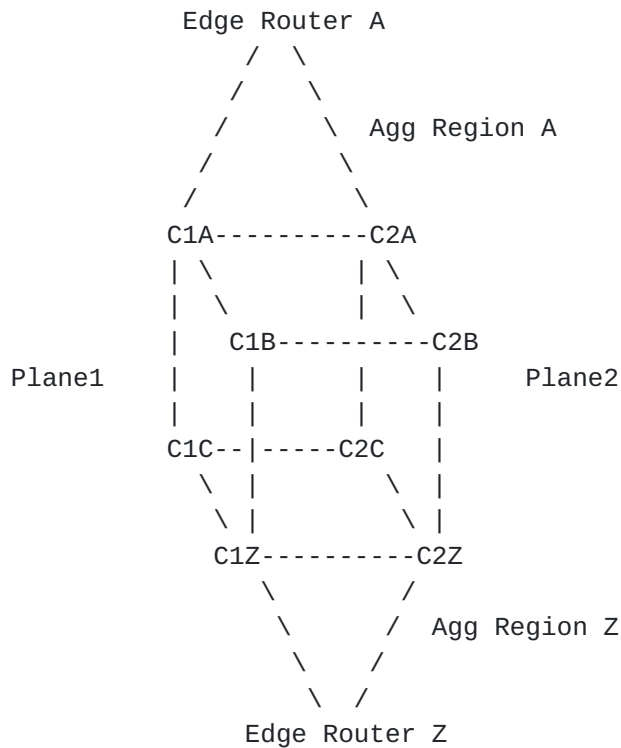 Edge Router A
Agg Region A
C1A----------C2A
C1B----------C2B
Plane1 Plane2
C1C--|-----C2C
C1Z----------C2Z
Agg Region Z
Edge Router Z